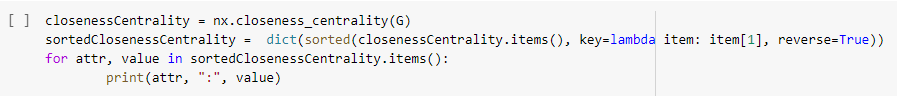 [ ] closenessCentrality = nx.closeness_centrality(G)
sortedClosenessCentrality =  dict(sorted(closenessCentrality.items(), key=lambda item: item[1], reverse=True))
for attr, value in sortedClosenessCentrality.items():
        print(attr, ":", value)